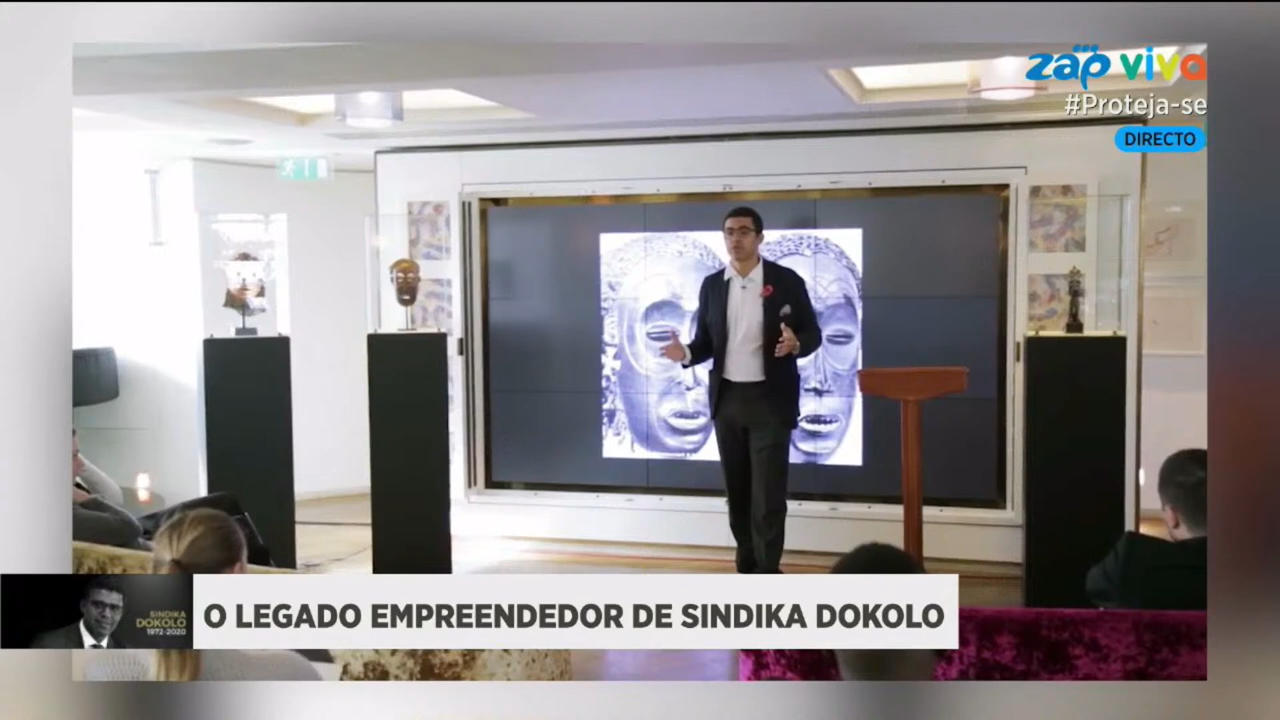 zap viva
#Proteja-se
DIRECTO
SINDIKA
DOKOLO
1972-2020
O LEGADO EMPREENDEDOR DE SINDIKA DOKOLO